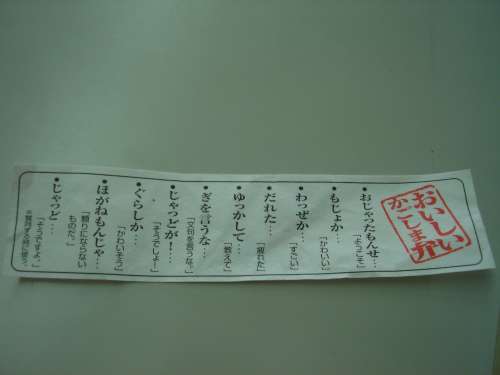 おいしい
かごしま弁
・おじゃったもんせ…
「ようこそ」
・もじょか…
「かわいい」
・わっぜか…
「すごい」
・だれた…
「疲れた」
・ゆっかして…
「教えて」
・ぎを言うな…
「文句を言うな」
・じゃっどが！…
「そうでしょー」
・ぐらしか…
「かわいそう」
・ほがねもんじゃ…
「頼りにならない
ものだ。」
・じゃっど…
「そうですよ。」